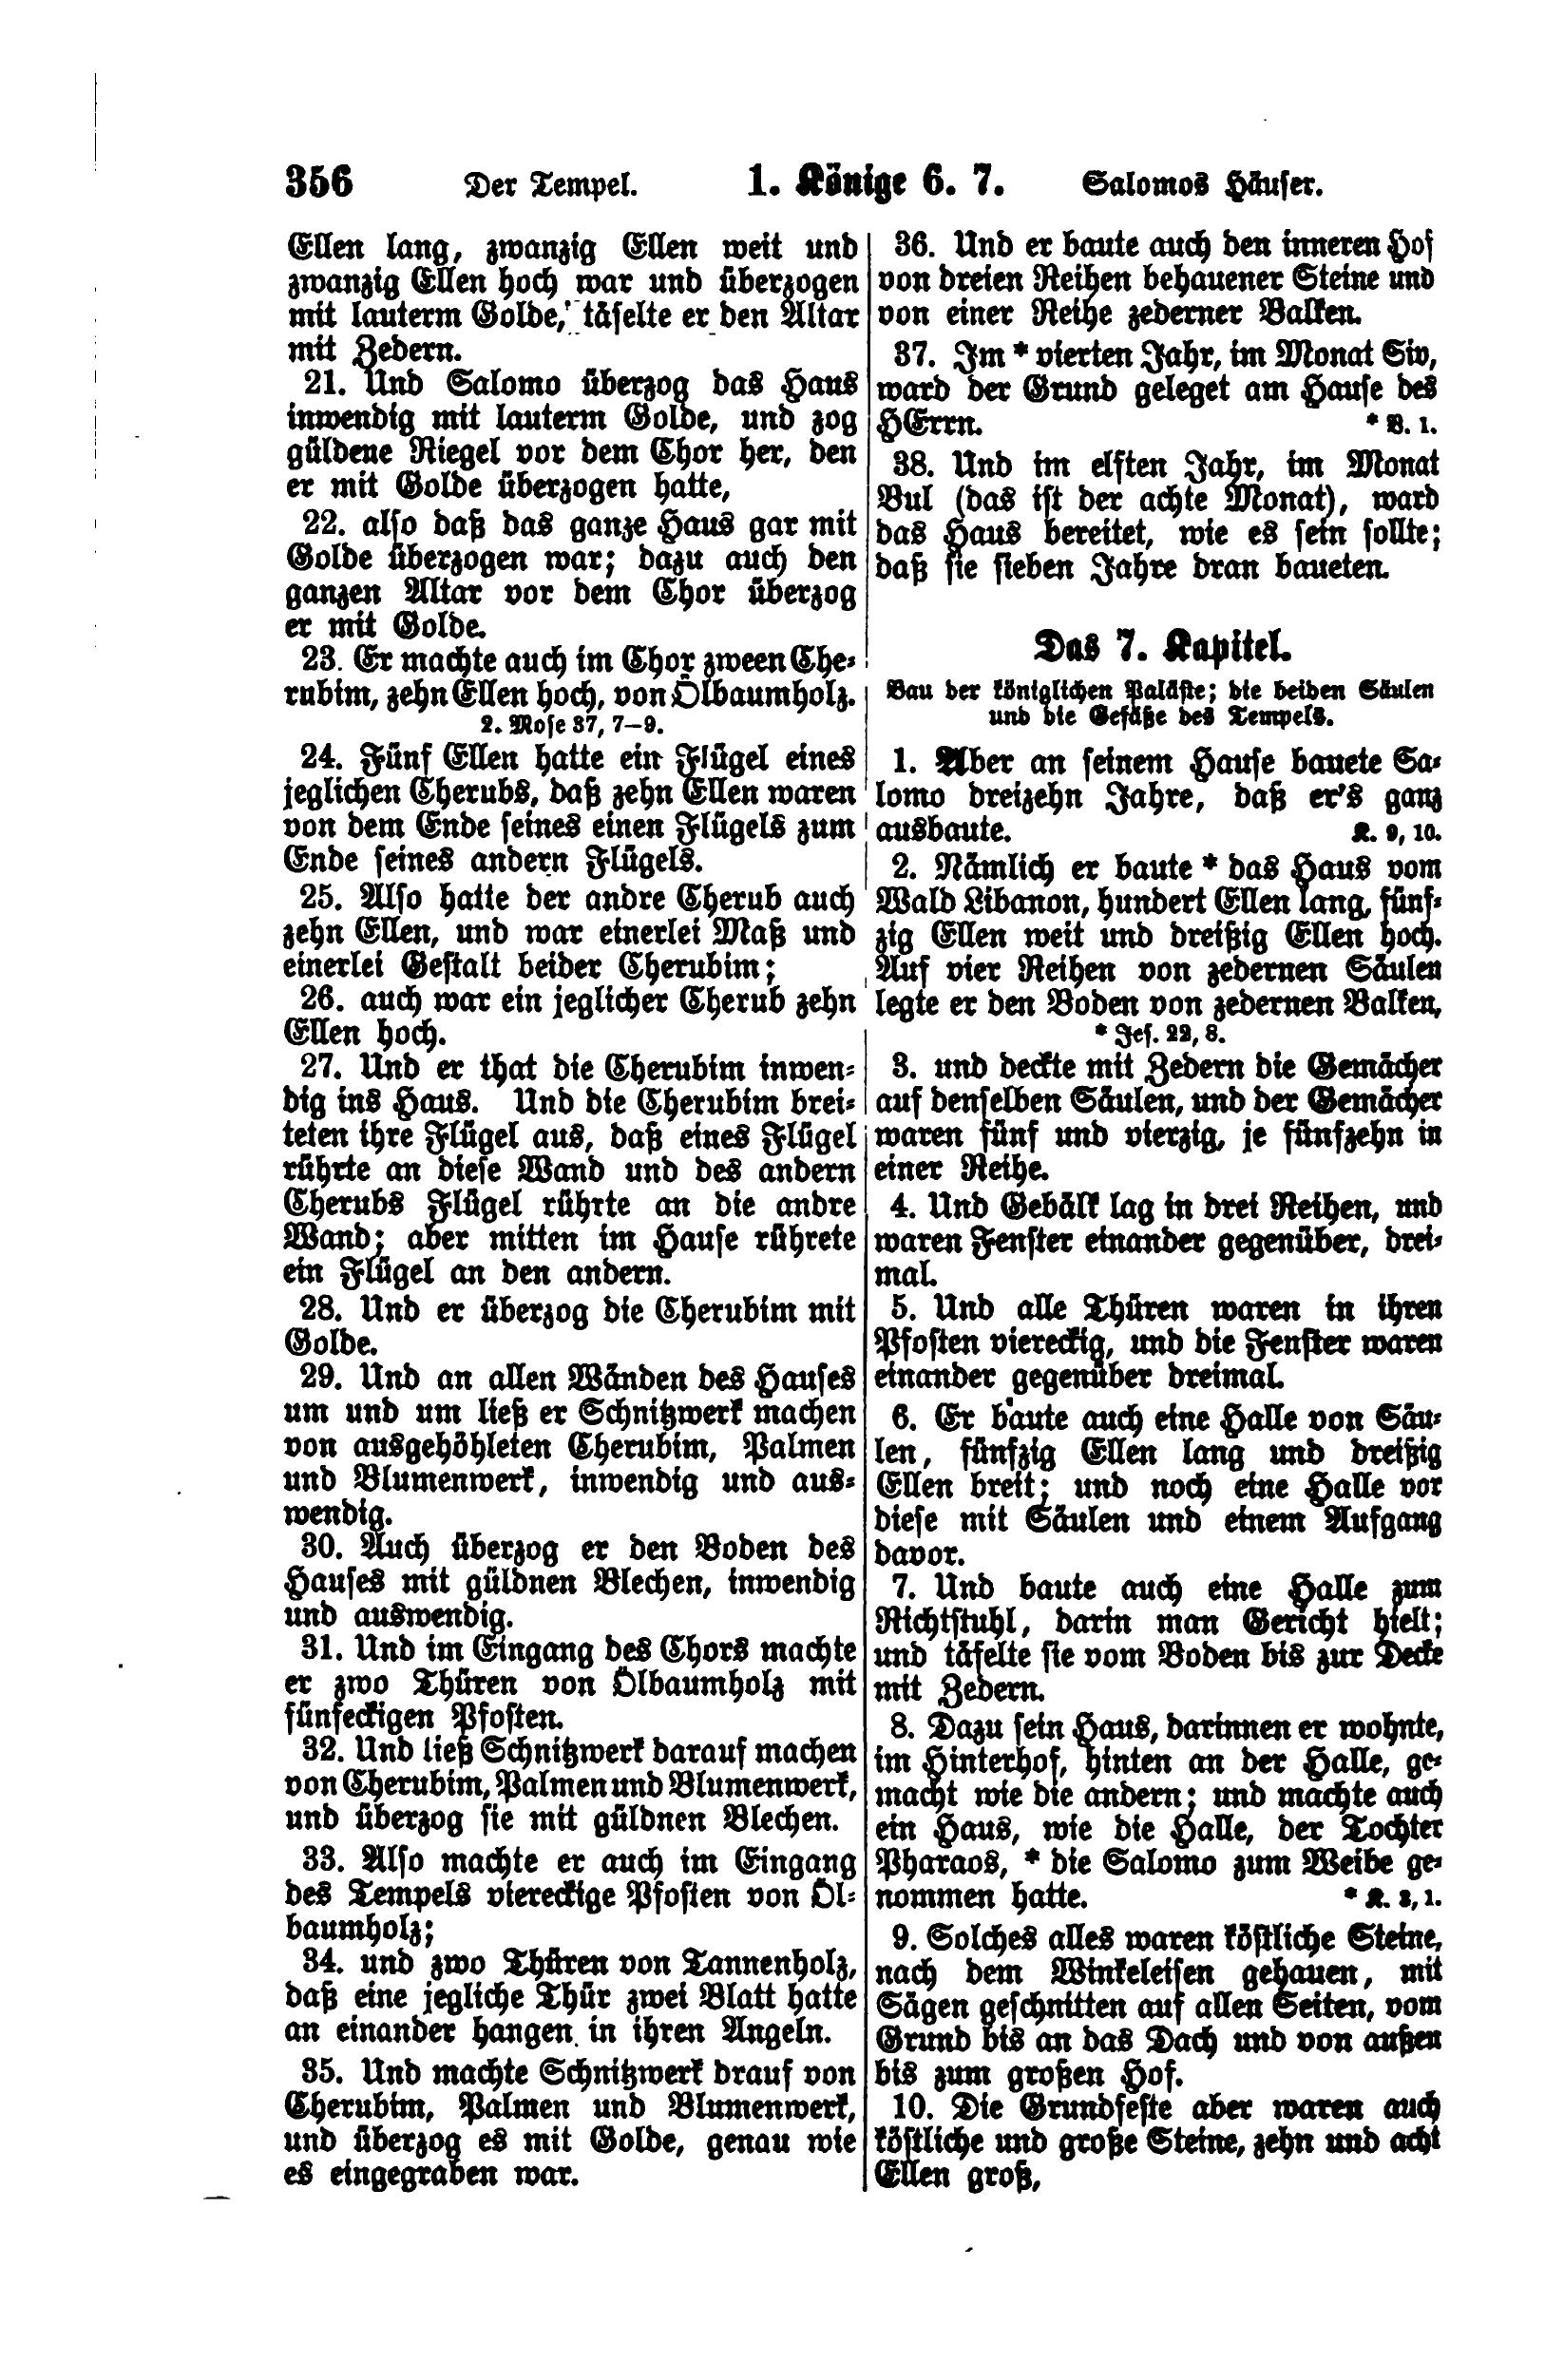 356 Der Tempel. 1. Könige 6. 7. Salomos Häuser.
Ellen lang, zwanzig Ellen weit und
zwanzig Ellen hoch war und überzogen
mit lauterm Golde, täfelte er den Altar
mit Zedern.
21. Und Salomo überzog das Haus
inwendig mit lauterm Golde, und zog
güldene Riegel vor dem Chor her, den
er mit Golde überzogen hatte,
22. also daß das ganze Haus gar mit
Golde überzogen war; dazu auch den
ganzen Altar vor dem Chor überzog
er mit Golde.
23. Er machte auch im Chor zween Che-
rubim, zehn Ellen hoch, von Ölbaumholz.
2. Mose 37, 7–9.
24. Fünf Ellen hatte ein Flügel eines
jeglichen Cherubs, daß zehn Ellen waren
von dem Ende seines einen Flügels zum
Ende seines andern Flügels.
25. Also hatte der andre Cherub auch
zehn Ellen, und war einerlei Maß und
einerlei Gestalt beider Cherubim;
26. auch war ein jeglicher Cherub zehn
Ellen hoch.
27. Und er that die Cherubim inwen-
dig ins Haus. Und die Cherubim brei-
teten ihre Flügel aus, daß eines Flügel
rührte an diese Wand und des andern
Cherubs Flügel rührte an die andre
Wand; aber mitten im Hause rührete
ein Flügel an den andern.
28. Und er überzog die Cherubim mit
Golde.
29. Und an allen Wänden des Hauses
um und um ließ er Schnitzwerk machen
von ausgehöhleten Cherubim, Palmen
und Blumenwerk, inwendig und aus-
wendig.
30. Auch überzog er den Boden des
Hauses mit güldnen Blechen, inwendig
und auswendig.
31. Und im Eingang des Chors machte
er zwo Thüren von Ölbaumholz mit
fünfeckigen Pfosten.
32. Und ließ Schnitzwerk darauf machen
von Cherubim, Palmen und Blumenwerk,
und überzog sie mit güldnen Blechen.
33. Also machte er auch im Eingang
des Tempels viereckige Pfosten von Öl-
baumholz;
34. und zwo Thüren von Tannenholz,
daß eine jegliche Thür zwei Blatt hatte
an einander hangen in ihren Angeln.
35. Und machte Schnitzwerk drauf von
Cherubim, Palmen und Blumenwerk,
und überzog es mit Golde, genau wie
es eingegraben war.
36. Und er baute auch den inneren Hof
von dreien Reihen behauener Steine und
von einer Reihe zederner Balken.
37. Im * vierten Jahr, im Monat Siv,
ward der Grund geleget am Hause des
HErrn. * V. 1.
38. Und im elften Jahr, im Monat
Bul (das ist der achte Monat), ward
das Haus bereitet, wie es sein sollte;
daß sie sieben Jahre dran baueten.
Das 7. Kapitel.
Bau der königlichen Paläste; die beiden Säulen
und die Gefäße des Tempels.
1. Aber an seinem Hause bauete Sa-
lomo dreizehn Jahre, daß er's ganz
ausbaute. K. 9, 10.
2. Nämlich er baute * das Haus vom
Wald Libanon, hundert Ellen lang, fünf-
zig Ellen weit und dreißig Ellen hoch.
Auf vier Reihen von zedernen Säulen
legte er den Boden von zedernen Balken,
* Jes. 22, 8.
3. und deckte mit Zedern die Gemächer
auf denselben Säulen, und der Gemächer
waren fünf und vierzig, je fünfzehn in
einer Reihe.
4. Und Gebälk lag in drei Reihen, und
waren Fenster einander gegenüber, drei-
mal.
5. Und alle Thüren waren in ihren
Pfosten viereckig, und die Fenster waren
einander gegenüber dreimal.
6. Er baute auch eine Halle von Säu-
len, fünfzig Ellen lang und dreißig
Ellen breit; und noch eine Halle vor
diese mit Säulen und einem Aufgang
davor.
7. Und baute auch eine Halle zum
Richtstuhl, darin man Gericht hielt;
und täfelte sie vom Boden bis zur Decke
mit Zedern.
8. Dazu sein Haus, darinnen er wohnte,
im Hinterhof, hinten an der Halle, ge-
macht wie die andern; und machte auch
ein Haus, wie die Halle, der Tochter
Pharaos, * die Salomo zum Weibe ge-
nommen hatte. * K. 3, 1.
9. Solches alles waren köstliche Steine,
nach dem Winkeleisen gehauen, mit
Sägen geschnitten auf allen Seiten, vom
Grund bis an das Dach und von außen
bis zum großen Hof.
10. Die Grundfeste aber waren auch
köstliche und große Steine, zehn und acht
Ellen groß,